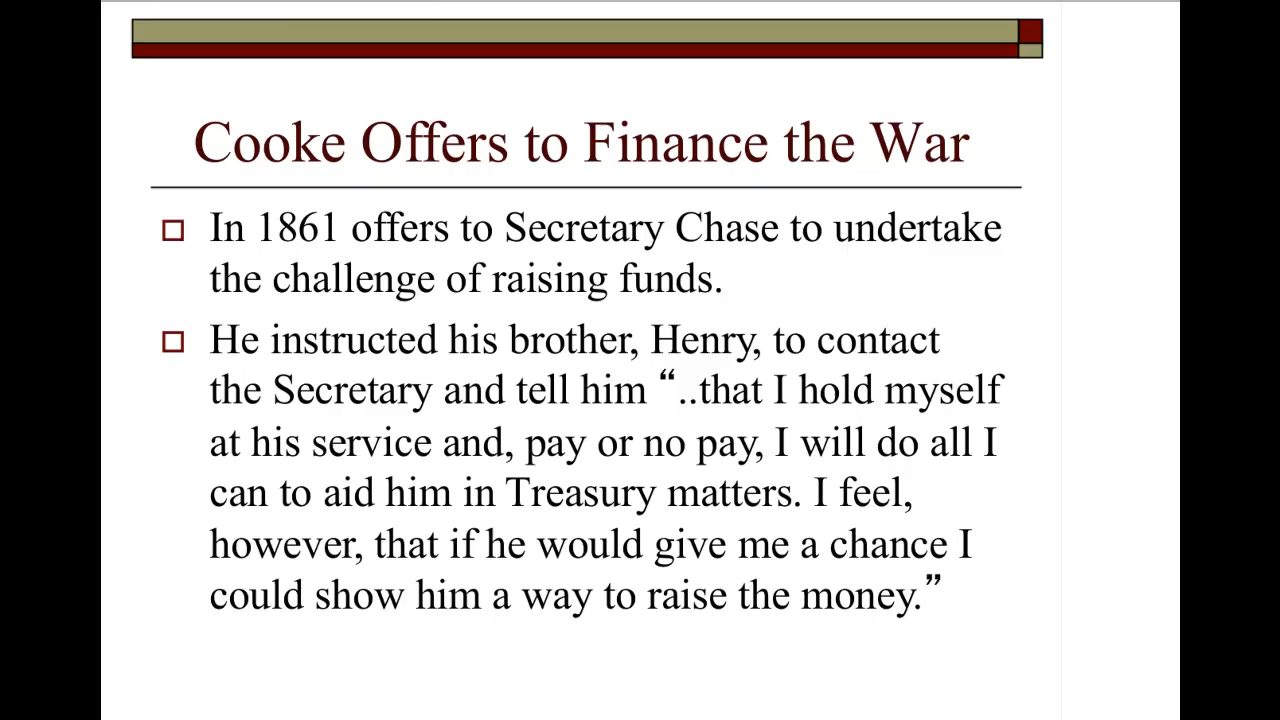 Cooke Offers to Finance the War
In 1861 offers to Secretary Chase to undertake
the challenge of raising funds.
He instructed his brother, Henry, to contact
the Secretary and tell him “..that I hold myself
at his service and, pay or no pay, I will do all I
can to aid him in Treasury matters. I feel,
however, that if he would give me a chance I
could show him a way to raise the money.”